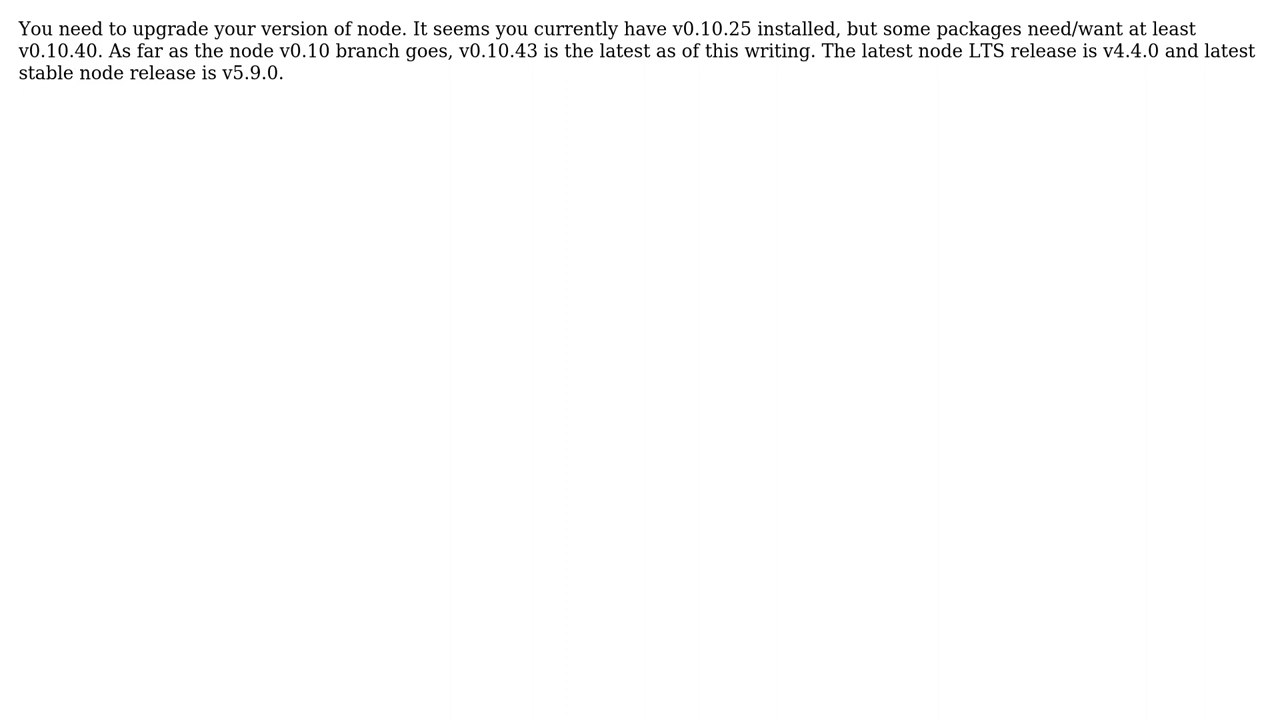 You need to upgrade your version of node. It seems you currently have v0.10.25 installed, but some packages need/want at least
v0.10.40. As far as the node v0.10 branch goes, v0.10.43 is the latest as of this writing. The latest node LTS release is v4.4.0 and latest
stable node release is v5.9.0.